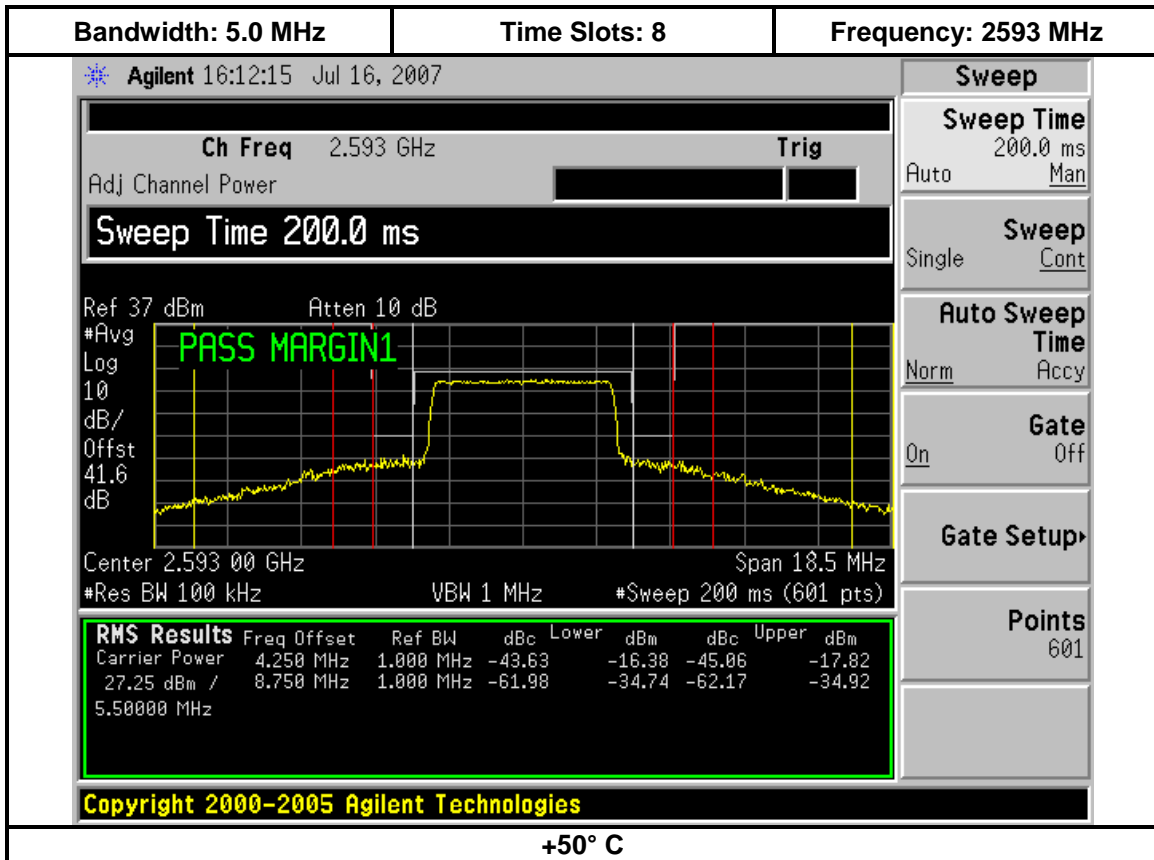 Bandwidth: 5.0 MHz Time Slots: 8 Frequency: 2593 MHz
Agilent 16:12:15 Jul 16, 2007 Sweep
Ch Freq 2.593 GHz Trig
Adj Channel Power
Sweep Time 200.0 ms
Sweep Time
200.0 ms
Auto Man
Sweep
Single Cont
Auto Sweep
Time
Norm Accy
Gate
On Off
Gate Setup
Points
601
Ref 37 dBm Atten 10 dB
#Avg
Log
10
dB/
Offst
41.6
dB
PASS MARGIN1
Center 2.593 00 GHz Span 18.5 MHz
#Res BW 100 kHz VBW 1 MHz #Sweep 200 ms (601 pts)
RMS Results Freq Offset Ref BW dBc Lower dBm dBc Upper dBm
Carrier Power 4.250 MHz 1.000 MHz -43.63 -16.38 -45.06 -17.82
27.25 dBm / 8.750 MHz 1.000 MHz -61.98 -34.74 -62.17 -34.92
5.50000 MHz
Copyright 2000-2005 Agilent Technologies
+50° C